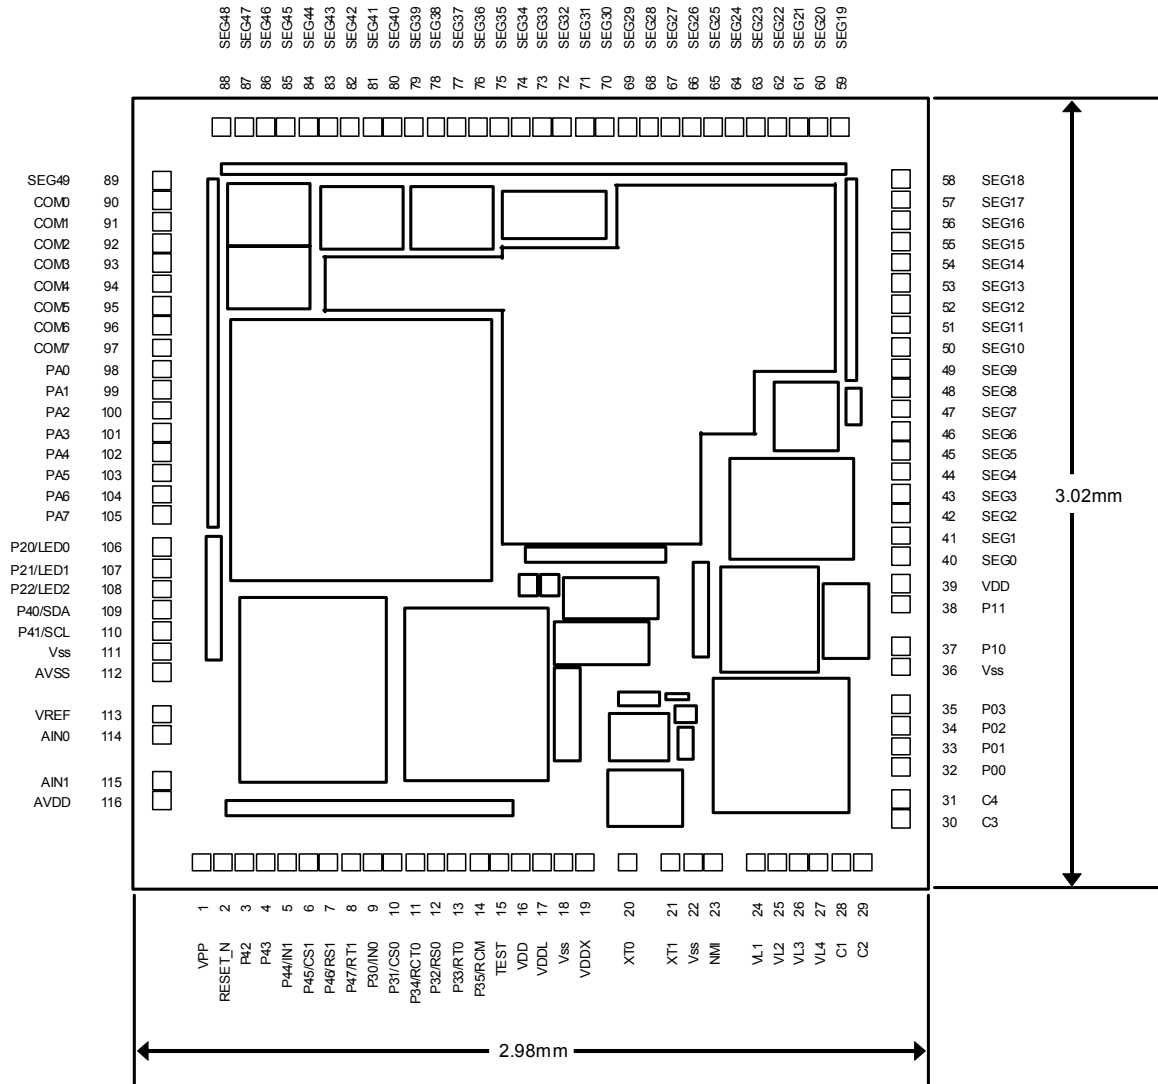 SEG48 SEG47 SEG46 SEG45 SEG44 SEG43 SEG42 SEG41 SEG40 SEG39 SEG38 SEG37 SEG36 SEG35 SEG34 SEG33 SEG32 SEG31 SEG30 SEG29 SEG28 SEG27 SEG26 SEG25 SEG24 SEG23 SEG22 SEG21 SEG20 SEG19
88 87 86 85 84 83 82 81 80 79 78 77 76 75 74 73 72 71 70 69 68 67 66 65 64 63 62 61 60 59
SEG49 89
COM0 90
COM1 91
COM2 92
COM3 93
COM4 94
COM5 95
COM6 96
COM7 97
PA0 98
PA1 99
PA2 100
PA3 101
PA4 102
PA5 103
PA6 104
PA7 105
P20/LED0 106
P21/LED1 107
P22/LED2 108
P40/SDA 109
P41/SCL 110
Vss 111
AVSS 112
VREF 113
AIN0 114
AIN1 115
AVDD 116
58 SEG18
57 SEG17
56 SEG16
55 SEG15
54 SEG14
53 SEG13
52 SEG12
51 SEG11
50 SEG10
49 SEG9
48 SEG8
47 SEG7
46 SEG6
45 SEG5
44 SEG4
43 SEG3
42 SEG2
41 SEG1
40 SEG0
39 VDD
38 P11
37 P10
36 Vss
35 P03
34 P02
33 P01
32 P00
31 C4
30 C3
3.02mm
1 2 3 4 5 6 7 8 9 10 11 12 13 14 15 16 17 18 19 20 21 22 23 24 25 26 27 28 29
VPP RESET_N P42 P43 P44/IN1 P45/CS1 P46/RS1 P47/RT1 P30/IN0 P31/CS0 P34/RCT0 P32/RS0 P33/RT0 P35/RCM TEST VDD VDDL Vss VDDX XT0 XT1 Vss NMI VL1 VL2 VL3 VL4 C1 C2
2.98mm